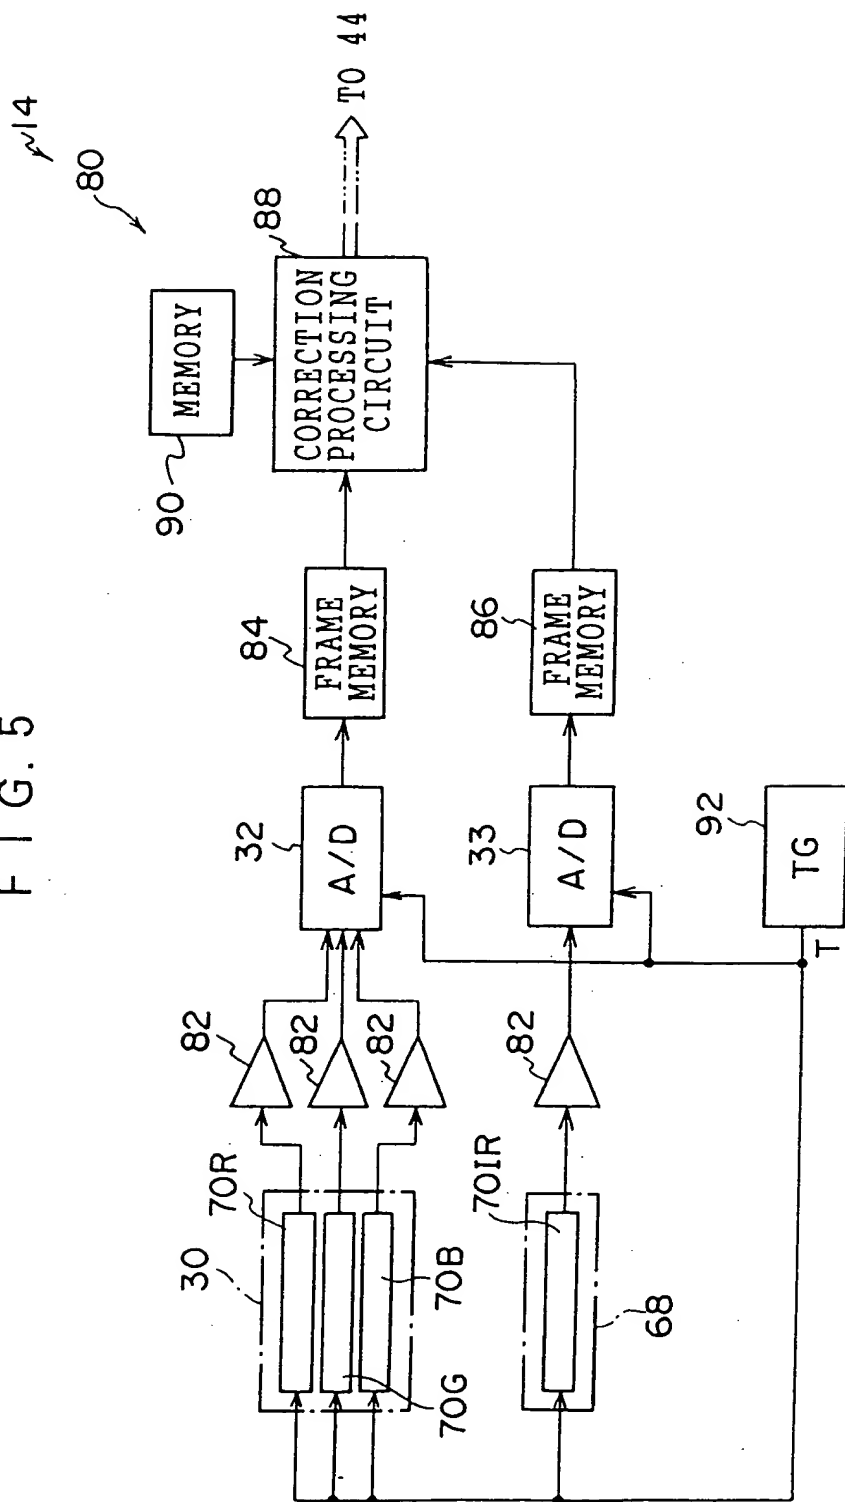 FIG. 5
14
80
90
MEMORY
88
CORRECTION
PROCESSING
CIRCUIT
TO 44
84
FRAME
MEMORY
86
FRAME
MEMORY
32
A/D
33
A/D
92
TG
T
82
82
82
82
30
70R
70G
70B
70IR
68